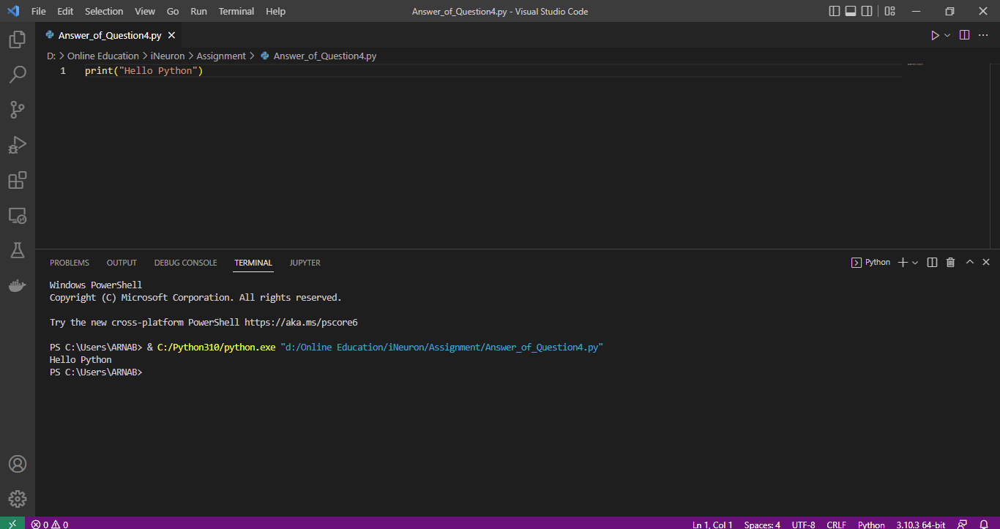 File Edit Selection View Go Run Terminal Help Answer_of_Question4.py - Visual Studio Code
Answer_of_Question4.py
D: > Online Education > iNeuron > Assignment > Answer_of_Question4.py
1 print("Hello Python")
PROBLEMS OUTPUT DEBUG CONSOLE TERMINAL JUPYTER Python
Windows PowerShell
Copyright (C) Microsoft Corporation. All rights reserved.
Try the new cross-platform PowerShell https://aka.ms/pscore6
PS C:\Users\ARNAB> & C:/Python310/python.exe "d:/Online Education/iNeuron/Assignment/Answer_of_Question4.py"
Hello Python
PS C:\Users\ARNAB>
0 0 Ln 1, Col 1 Spaces: 4 UTF-8 CRLF Python 3.10.3 64-bit